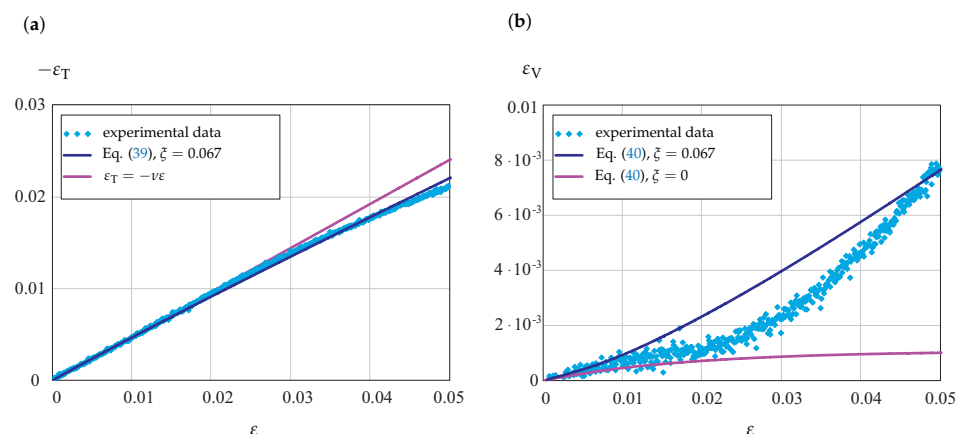 (a)
−εT
0.03
experimental data
Eq. (39), ξ = 0.067
εT = −νε
0.02
0.01
0
0 0.01 0.02 0.03 0.04 0.05
ε
(b)
εV
0.01
experimental data
Eq. (40), ξ = 0.067
Eq. (40), ξ = 0
8·10⁻³
6·10⁻³
4·10⁻³
2·10⁻³
0
0 0.01 0.02 0.03 0.04 0.05
ε